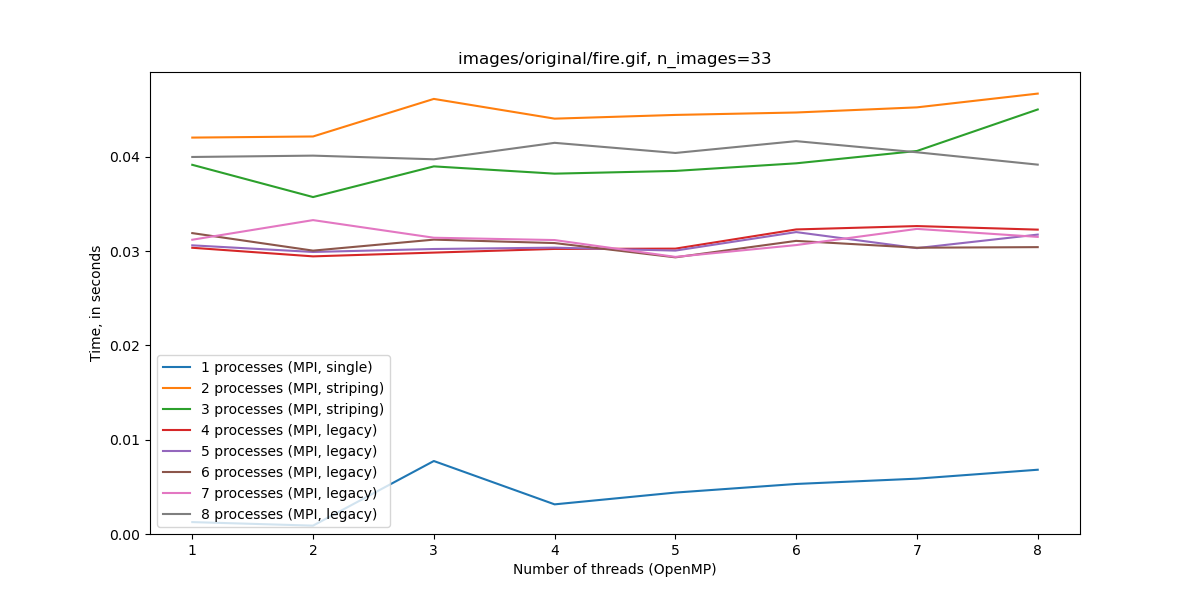 images/original/fire.gif, n_images=33
Time, in seconds
0.04
0.03
0.02
0.01
0.00
1 processes (MPI, single)
2 processes (MPI, striping)
3 processes (MPI, striping)
4 processes (MPI, legacy)
5 processes (MPI, legacy)
6 processes (MPI, legacy)
7 processes (MPI, legacy)
8 processes (MPI, legacy)
1 2 3 4 5 6 7 8
Number of threads (OpenMP)